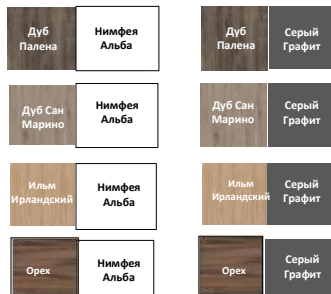 Дуб
Палена
Нимфея
Альба
Дуб
Палена
Серый
Графит
Дуб Сан
Марино
Нимфея
Альба
Дуб Сан
Марино
Серый
Графит
Ильм
Ирландский
Нимфея
Альба
Ильм
Ирландский
Серый
Графит
Орех
Нимфея
Альба
Орех
Серый
Графит